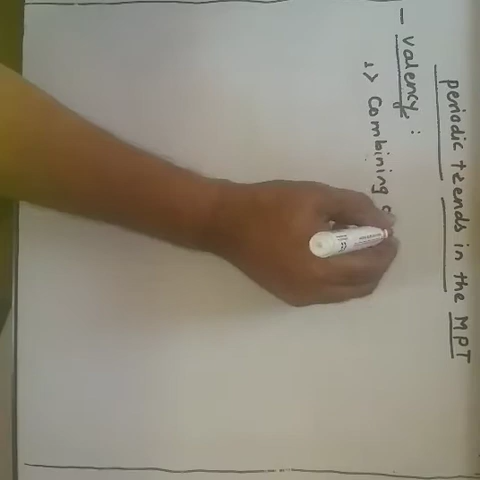 periodic trends in the MPT
- valency :
1> Combining c